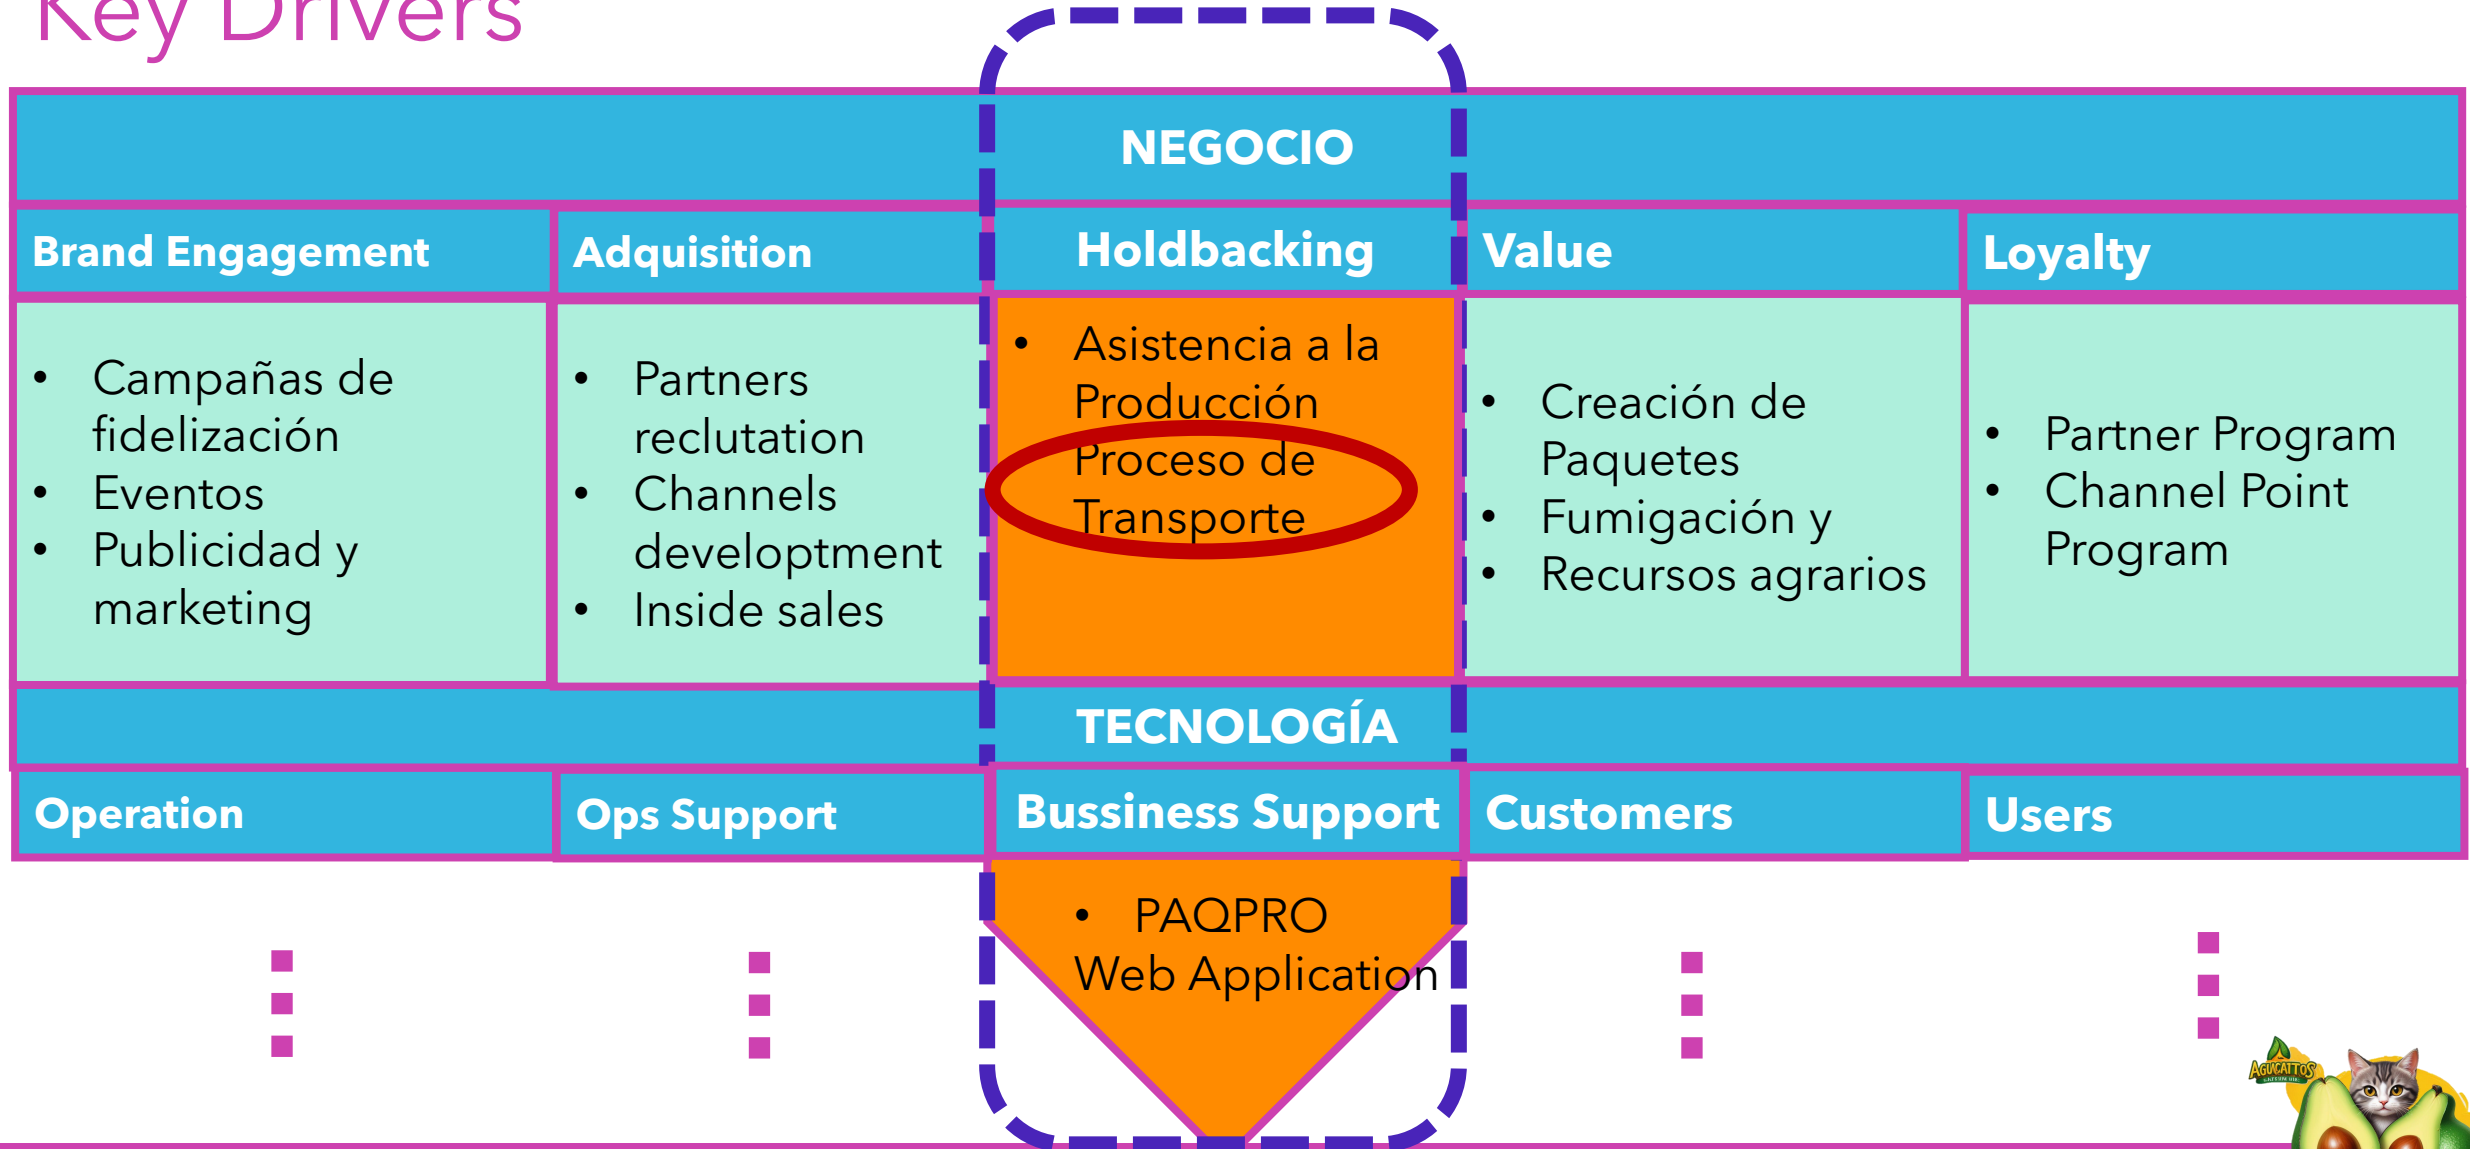 Key Drivers
NEGOCIO
Brand Engagement
Adquisition
Holdbacking
Value
Loyalty
• Campañas de
fidelización
• Eventos
• Publicidad y
marketing
• Partners
reclutation
• Channels
developtment
• Inside sales
• Asistencia a la
Producción
Proceso de
Transporte
• Creación de
Paquetes
• Fumigación y
• Recursos agrarios
• Partner Program
• Channel Point
Program
TECNOLOGÍA
Operation
Ops Support
Bussiness Support
Customers
Users
• PAQPRO
Web Application
AGUCATTOS